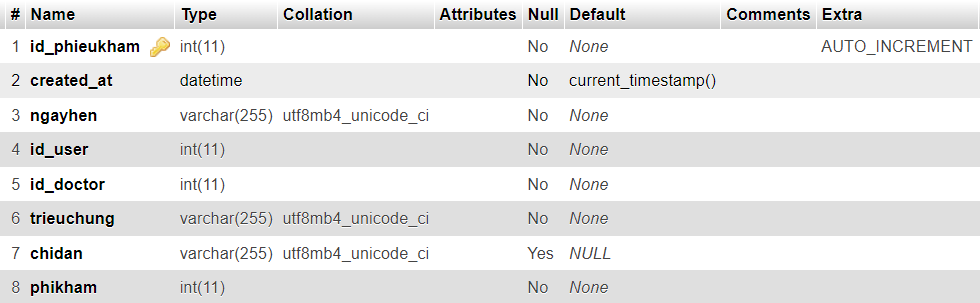 # Name Type Collation Attributes Null Default Comments Extra
1 id_phieukham int(11) No None AUTO_INCREMENT
2 created_at datetime No current_timestamp()
3 ngayhen varchar(255) utf8mb4_unicode_ci No None
4 id_user int(11) No None
5 id_doctor int(11) No None
6 trieuchung varchar(255) utf8mb4_unicode_ci No None
7 chidan varchar(255) utf8mb4_unicode_ci Yes NULL
8 phikham int(11) No None